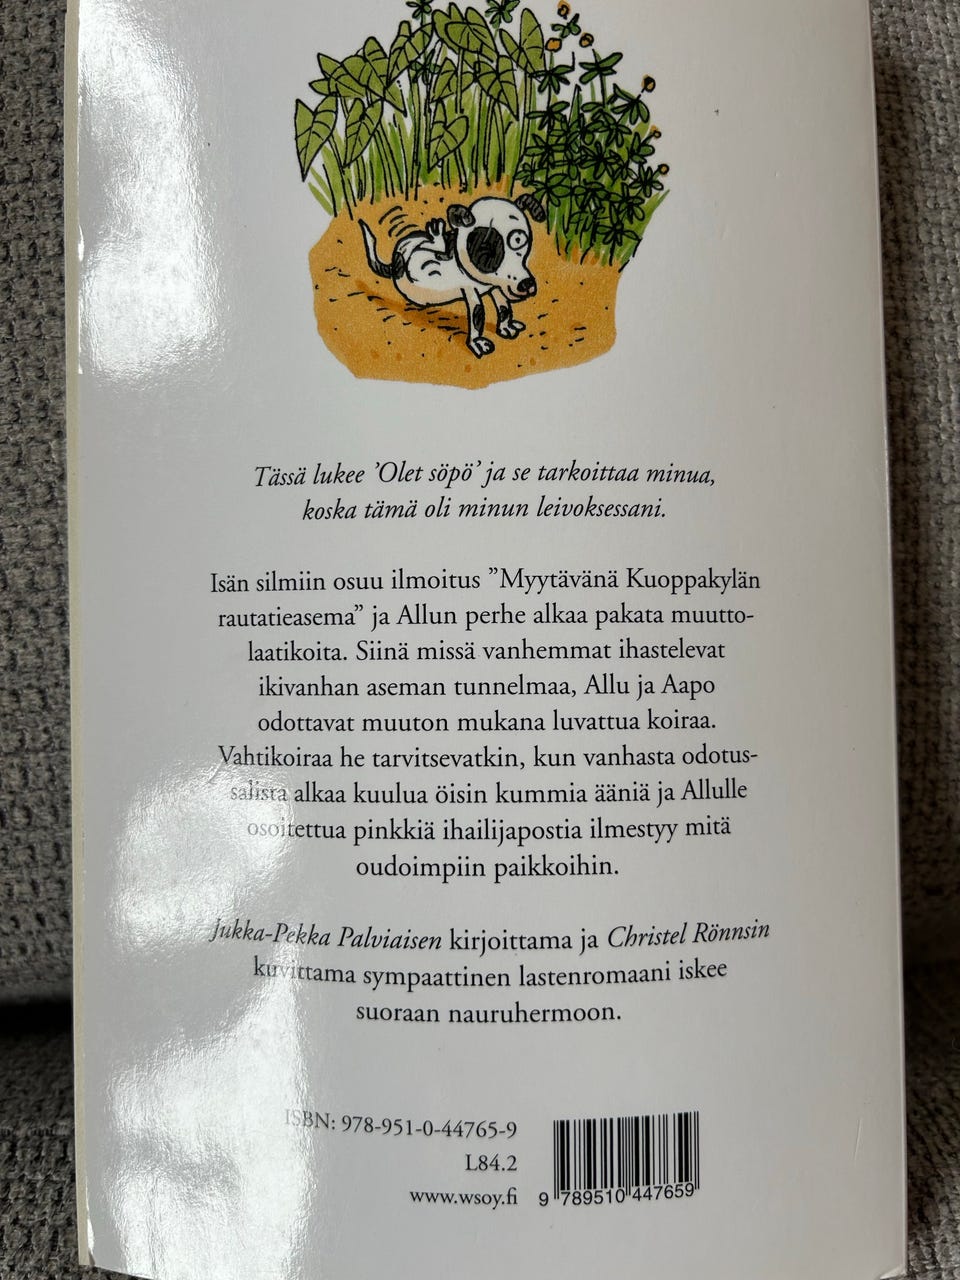 Tässä lukee ’Olet söpö’ ja se tarkoittaa minua,
koska tämä oli minun leivoksessani.
Isän silmiin osuu ilmoitus ”Myytävänä Kuoppakylän
rautatieasema” ja Allun perhe alkaa pakata muutto-
laatikoita. Siinä missä vanhemmat ihastelevat
ikivanhan aseman tunnelmaa, Allu ja Aapo
odottavat muuton mukana luvattua koiraa.
Vahtikoiraa he tarvitsevatkin, kun vanhasta odotus-
salista alkaa kuulua öisin kummia ääniä ja Allulle
osoitettua pinkkiä ihailijapostia ilmestyy mitä
oudoimpiin paikkoihin.
Jukka-Pekka Palviaisen kirjoittama ja Christel Rönnsin
kuvittama sympaattinen lastenromaani iskee
suoraan nauruhermoon.
ISBN: 978-951-0-44765-9
L84.2
www.wsoy.fi
9 789510 447659